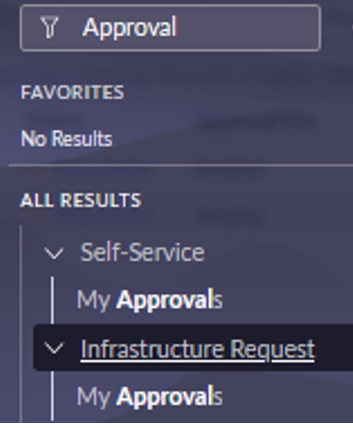 Approval
FAVORITES
No Results
ALL RESULTS
Self-Service
My Approvals
Infrastructure Request
My Approvals